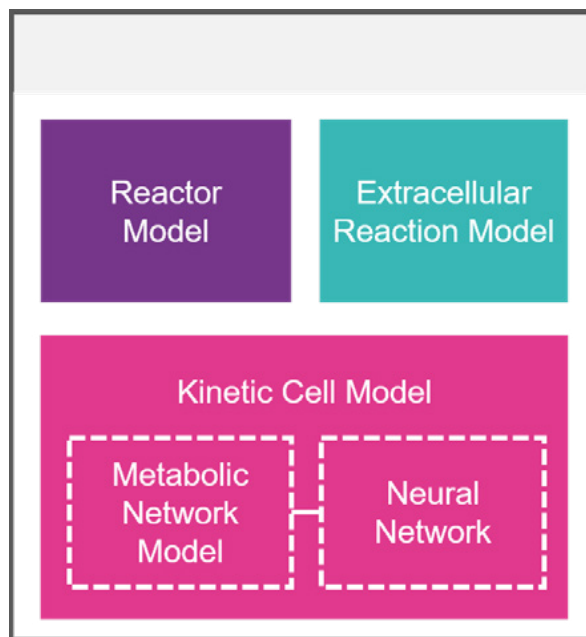 Reactor
Model
Extracellular
Reaction Model
Kinetic Cell Model
Metabolic
Network
Model
Neural
Network